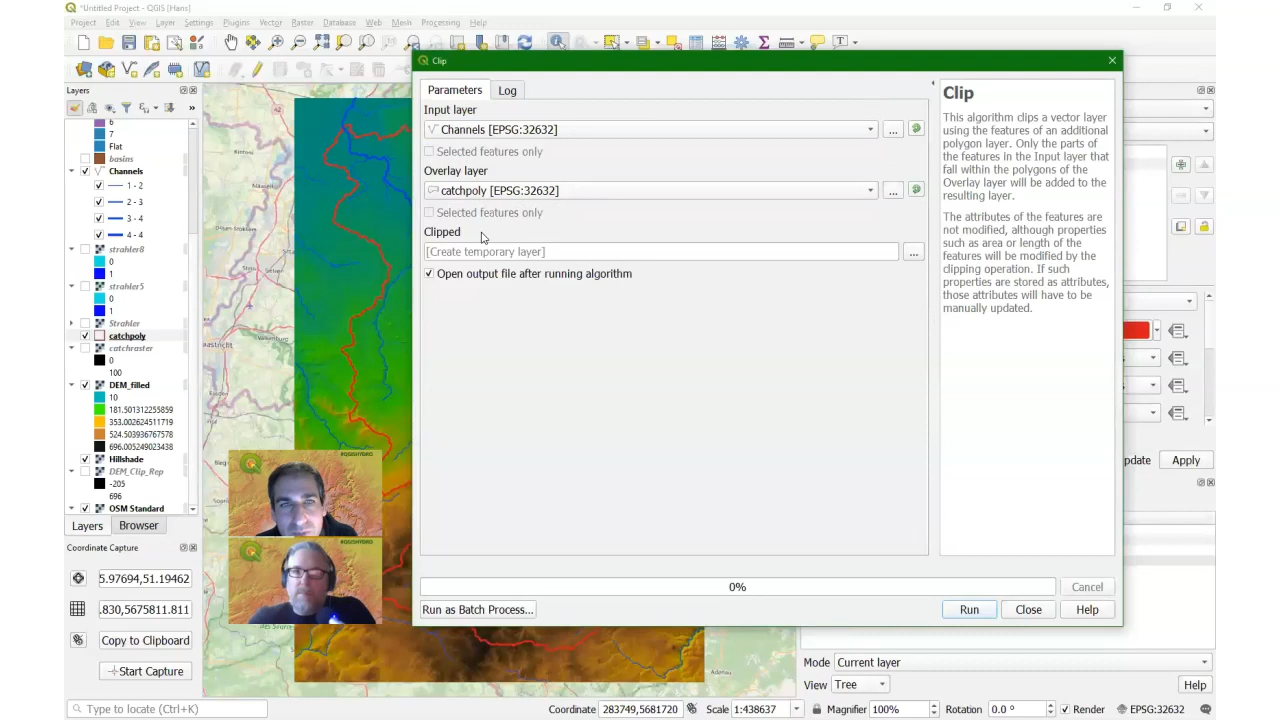 *Untitled Project - QGIS [Hans]
Project Edit View Layer Settings Plugins Vector Raster Database Web Mesh Processing Help
Clip
Layers
6
7
Flat
basins
Channels
1 - 2
2 - 3
3 - 4
4 - 4
strahler8
0
1
strahler5
0
1
Strahler
catchpoly
catchraster
0
100
DEM_filled
10
181.501312255859
353.002624511719
524.503936767578
696.005249023438
Hillshade
DEM_Clip_Rep
-205
696
OSM Standard
Layers Browser
Coordinate Capture
5.97694,51.19462
.830,5675811.811
Copy to Clipboard
Start Capture
Parameters Log
Input layer
Channels [EPSG:32632]
...
Selected features only
Overlay layer
catchpoly [EPSG:32632]
...
Selected features only
Clipped
[Create temporary layer]
...
Open output file after running algorithm
0%
Cancel
Run as Batch Process...
Run Close Help
Clip
This algorithm clips a vector layer
using the features of an additional
polygon layer. Only the parts of
the features in the Input layer that
fall within the polygons of the
Overlay layer will be added to the
resulting layer.
The attributes of the features are
not modified, although properties
such as area or length of the
features will be modified by the
clipping operation. If such
properties are stored as attributes,
those attributes will have to be
manually updated.
pdate Apply
Mode Current layer
View Tree Help
#QGISHYDRO
#QGISHYDRO
Adenau
Type to locate (Ctrl+K)
Coordinate 283749,5681720 Scale 1:438637 Magnifier 100% Rotation 0.0 ° Render EPSG:32632